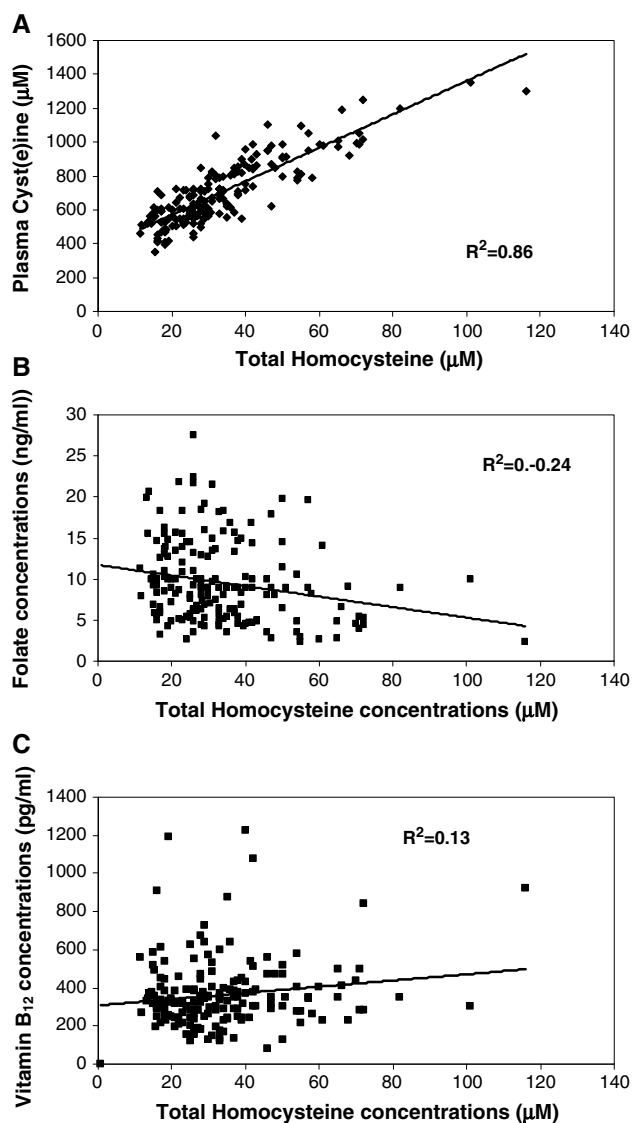 A
Plasma Cyst(e)ine (μM)
1600
1400
1200
1000
800
600
400
200
0
R²=0.86
0 20 40 60 80 100 120 140
Total Homocysteine (μM)
B
Folate concentrations (ng/ml))
30
25
20
15
10
5
0
R²=0.-0.24
0 20 40 60 80 100 120 140
Total Homocysteine concentrations (μM)
C
Vitamin B₁₂ concentrations (pg/ml)
1400
1200
1000
800
600
400
200
0
R²=0.13
0 20 40 60 80 100 120 140
Total Homocysteine concentrations (μM)